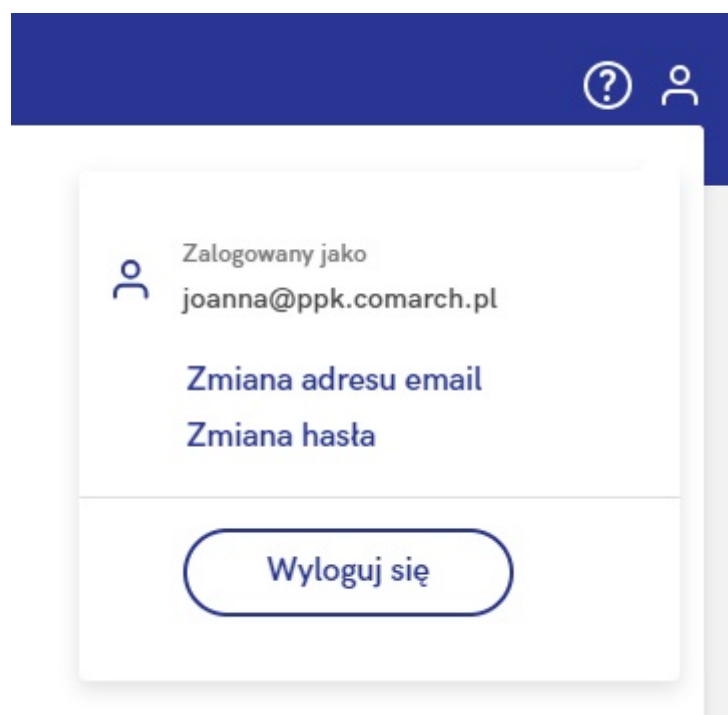 Zalogowany jako
joanna@ppk.comarch.pl
Zmiana adresu email
Zmiana hasła
Wyloguj się